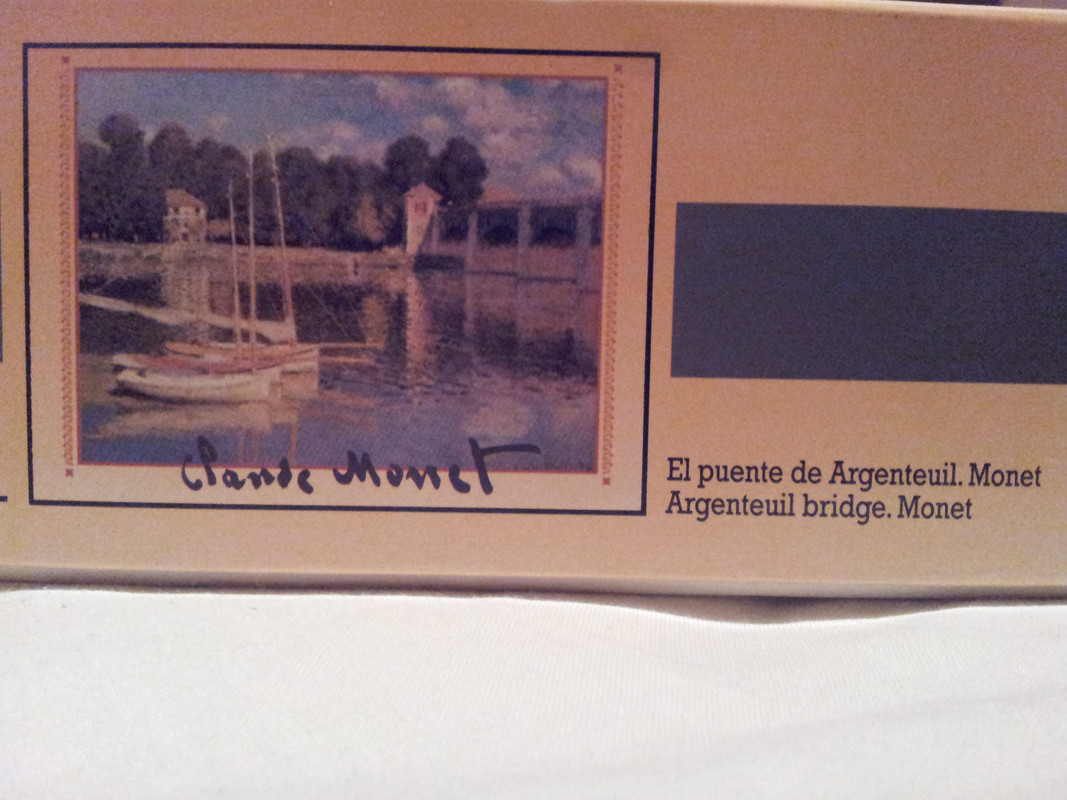 Claude Monet
El puente de Argenteuil. Monet
Argenteuil bridge. Monet